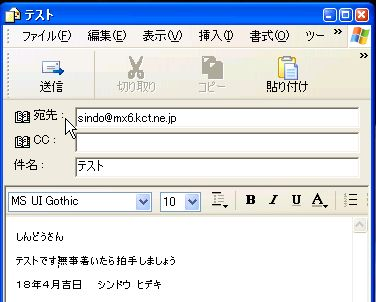 テスト
ファイル(F) 編集(E) 表示(V) 挿入(I) 書式(O) ツー »
送信 切り取り コピー 貼り付け »
宛先: sindo@mx6.kct.ne.jp
CC:
件名: テスト
MS UI Gothic 10 B I U A
しんどうさん
テストです無事着いたら拍手しましょう
18年4月吉日 シンドウ ヒデキ